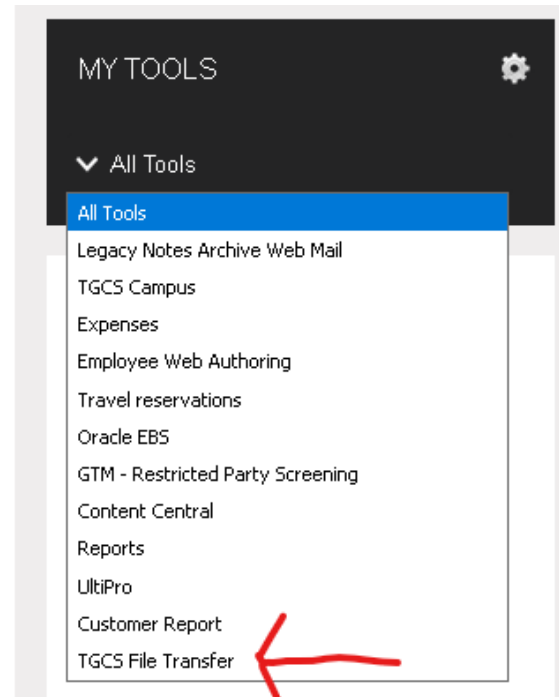 MY TOOLS
All Tools
All Tools
Legacy Notes Archive Web Mail
TGCS Campus
Expenses
Employee Web Authoring
Travel reservations
Oracle EBS
GTM - Restricted Party Screening
Content Central
Reports
UltiPro
Customer Report
TGCS File Transfer